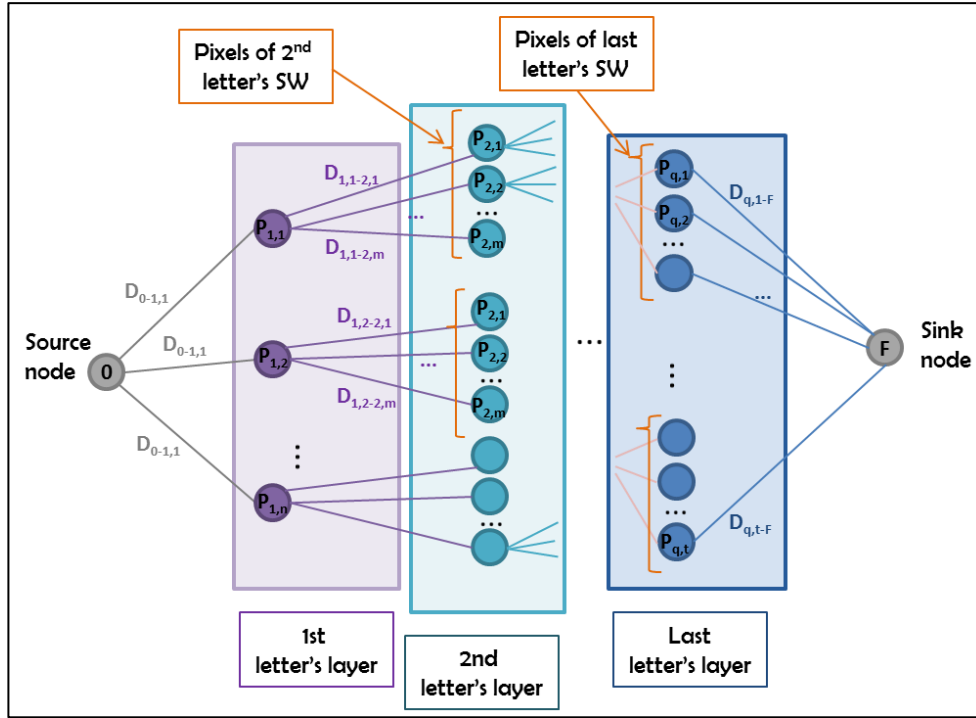 Pixels of 2nd
letter's SW
Pixels of last
letter's SW
Source
node
0
D0-1,1
D0-1,1
D0-1,1
P1,1
P1,2
⋮
P1,n
D1,1-2,1
...
D1,1-2,m
D1,2-2,1
...
D1,2-2,m
P2,1
P2,2
...
P2,m
P2,1
P2,2
...
P2,m
...
...
Pq,1
Pq,2
...
⋮
...
Pq,t
Dq,1-F
...
Dq,t-F
F
Sink
node
1st
letter's layer
2nd
letter's layer
Last
letter's layer